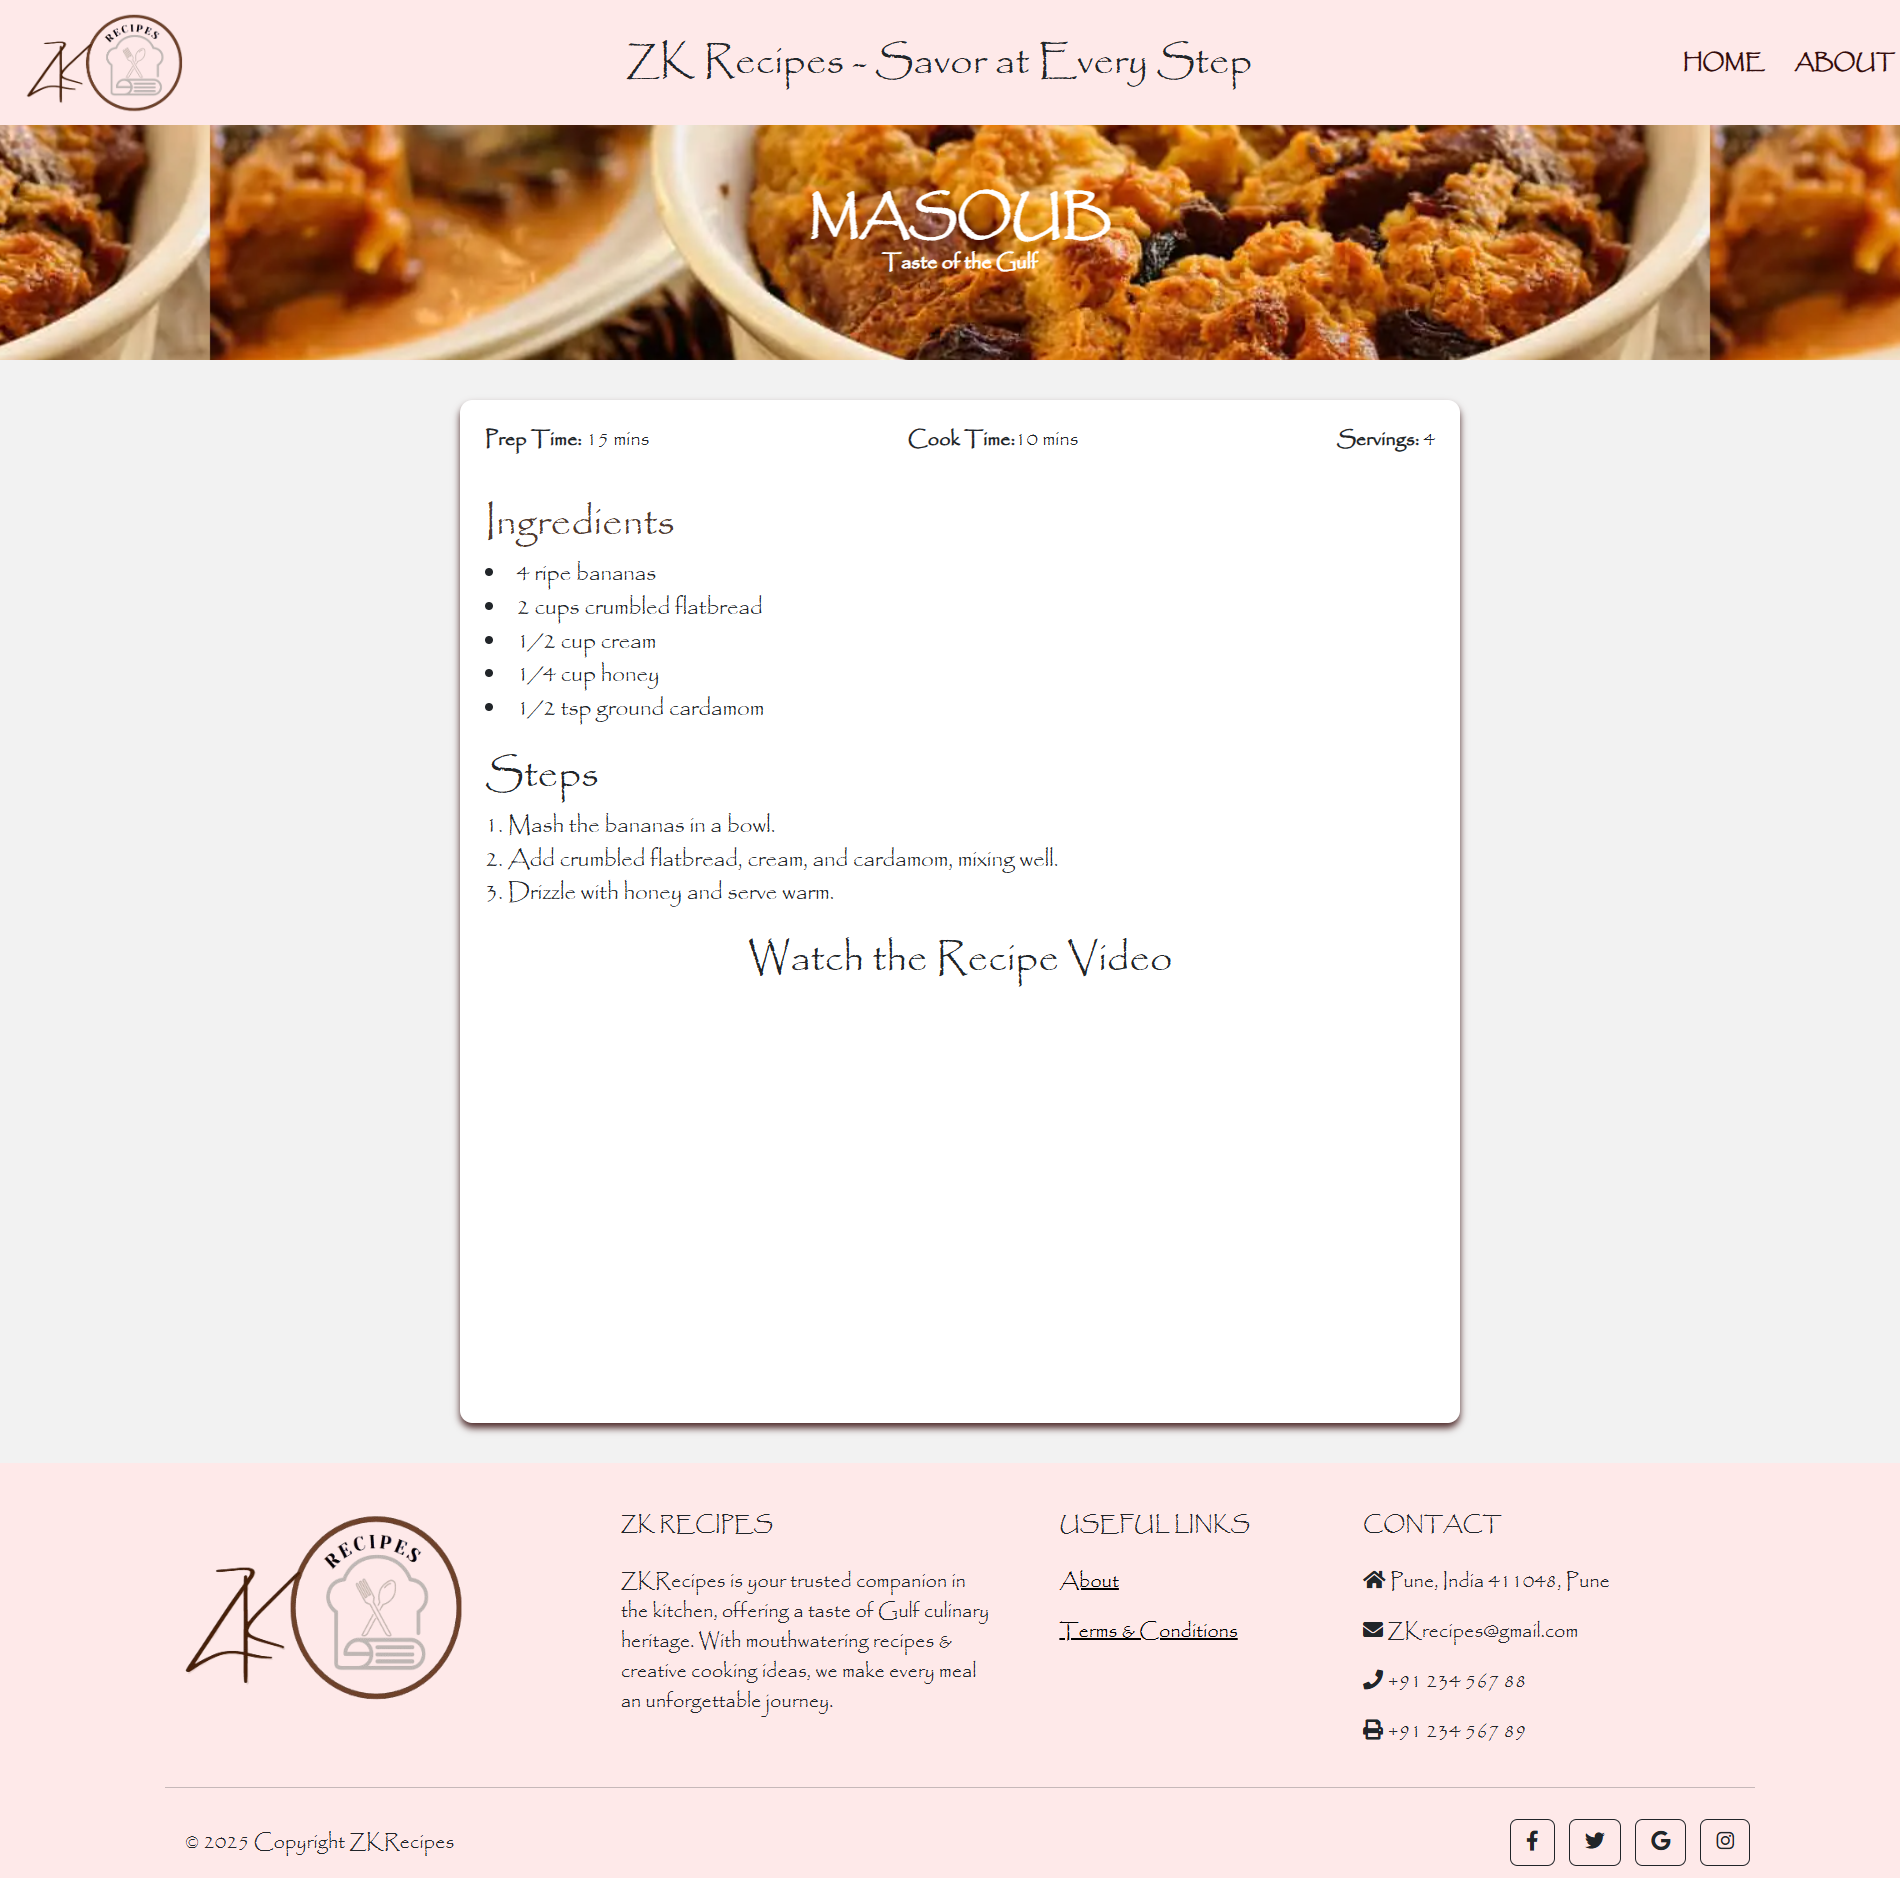 ZK RECIPES
ZK Recipes ~ Savor at Every Step
HOME ABOUT
MASOUB
Taste of the Gulf
Prep Time: 15 mins
Cook Time:10 mins
Servings: 4
Ingredients
• 4 ripe bananas
• 2 cups crumbled flatbread
• 1/2 cup cream
• 1/4 cup honey
• 1/2 tsp ground cardamom
Steps
1. Mash the bananas in a bowl.
2. Add crumbled flatbread, cream, and cardamom, mixing well.
3. Drizzle with honey and serve warm.
Watch the Recipe Video
ZK RECIPES
ZK RECIPES
ZKRecipes is your trusted companion in
the kitchen, offering a taste of Gulf culinary
heritage. With mouthwatering recipes &
creative cooking ideas, we make every meal
an unforgettable journey.
USEFUL LINKS
About
Terms & Conditions
CONTACT
Pune, India 411048, Pune
ZKrecipes@gmail.com
+91 234 567 88
+91 234 567 89
© 2025 Copyright ZKRecipes